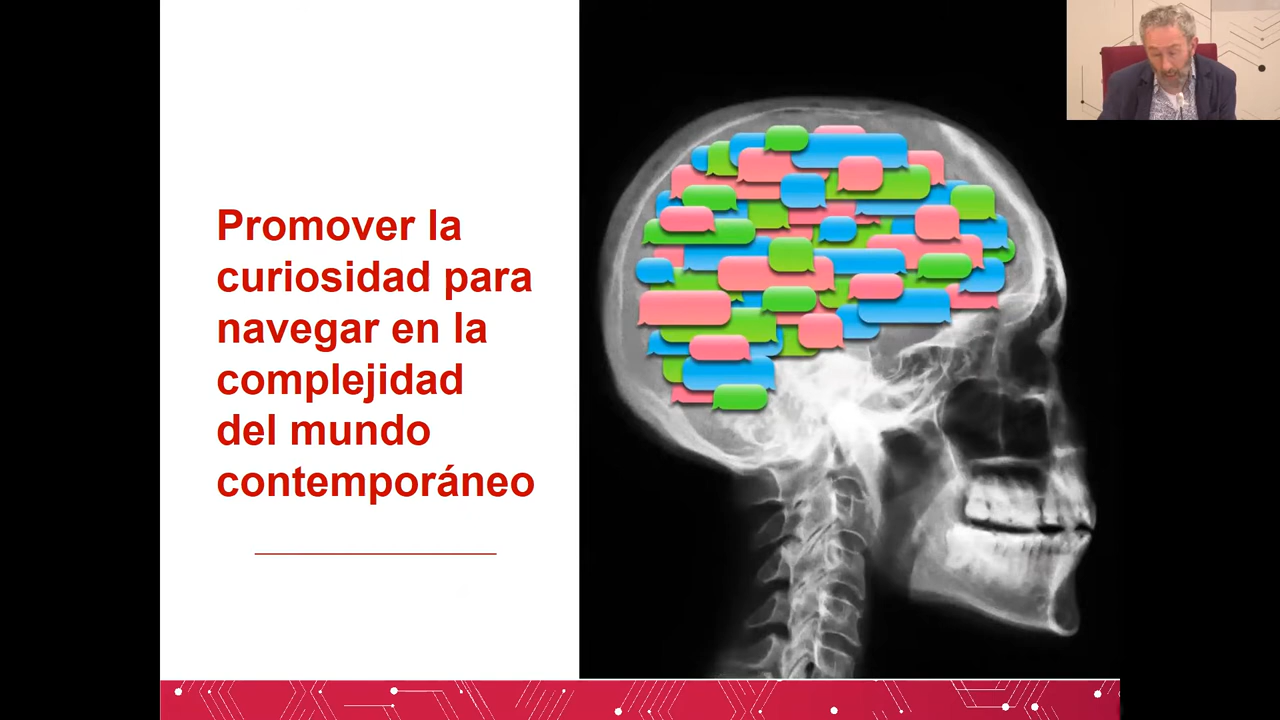 Promover la
curiosidad para
navegar en la
complejidad
del mundo
contemporáneo